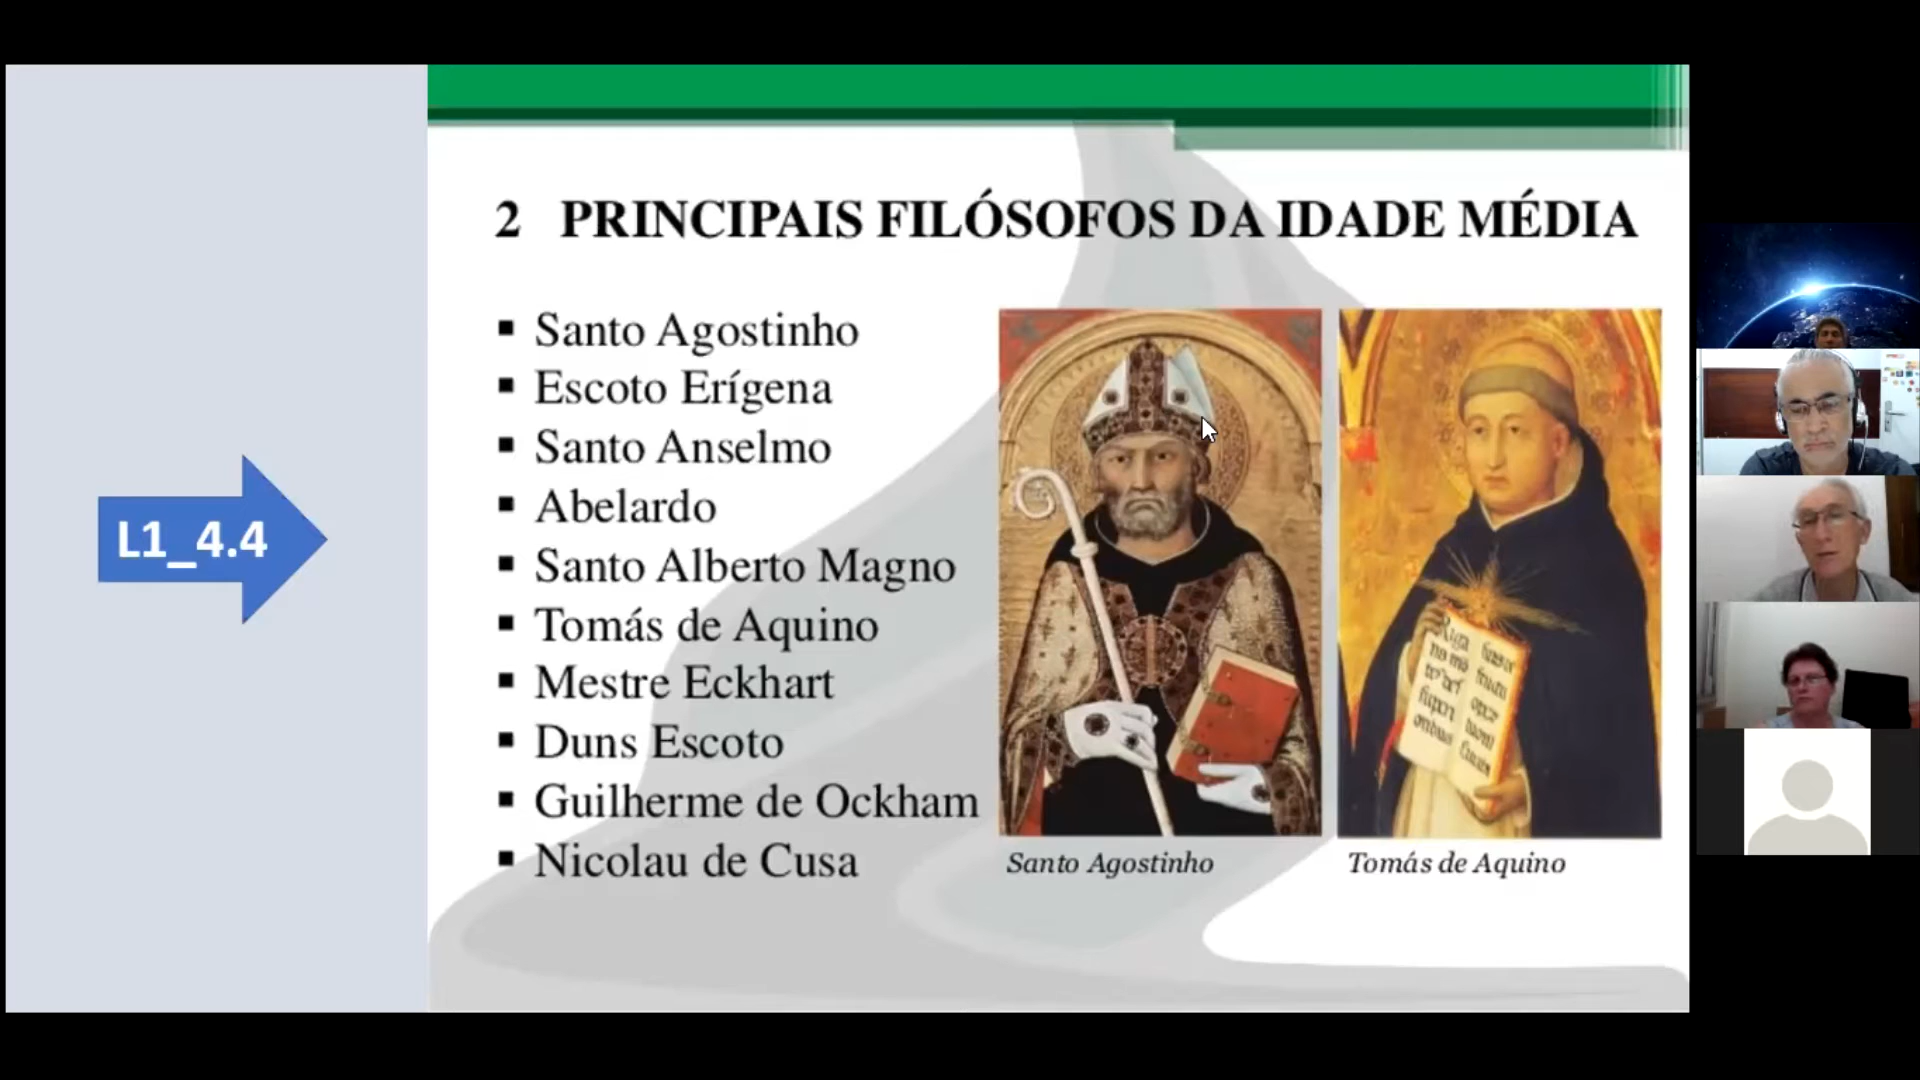 2 PRINCIPAIS FILÓSOFOS DA IDADE MÉDIA
L1_4.4
▪ Santo Agostinho
▪ Escoto Erígena
▪ Santo Anselmo
▪ Abelardo
▪ Santo Alberto Magno
▪ Tomás de Aquino
▪ Mestre Eckhart
▪ Duns Escoto
▪ Guilherme de Ockham
▪ Nicolau de Cusa
Santo Agostinho
Tomás de Aquino